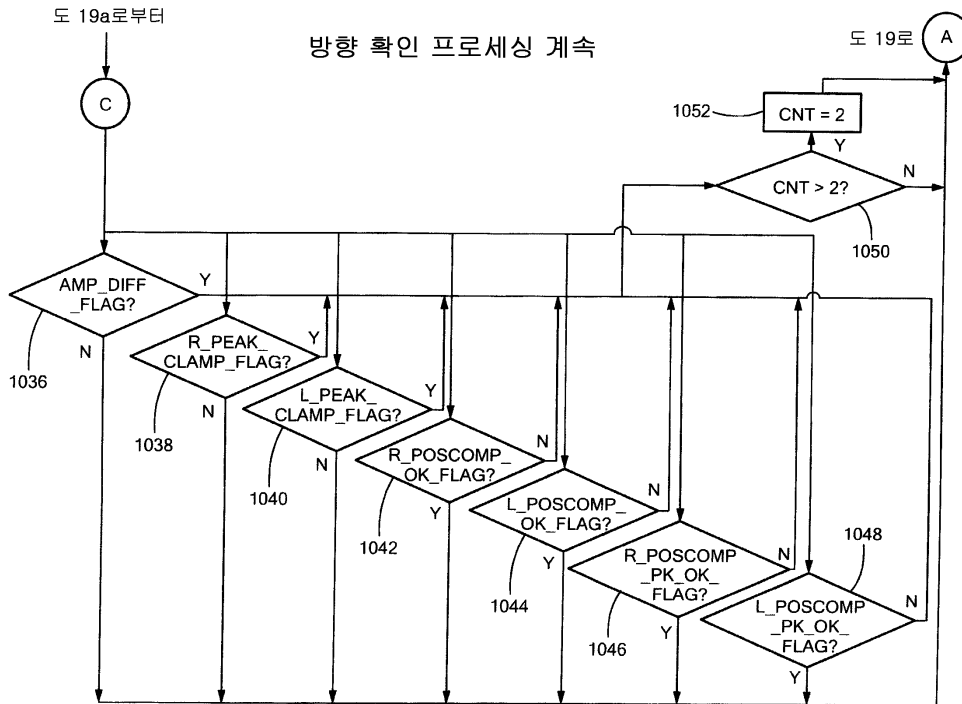 도 19a로부터
방향 확인 프로세싱 계속
도 19로
A
C
1052
CNT = 2
Y
CNT > 2?
N
1050
AMP_DIFF
_FLAG?
Y
N
1036
R_PEAK_
CLAMP_FLAG?
Y
N
1038
L_PEAK_
CLAMP_FLAG?
Y
N
1040
R_POSCOMP_
OK_FLAG?
N
Y
1042
L_POSCOMP_
OK_FLAG?
N
Y
1044
R_POSCOMP
_PK_OK_
FLAG?
N
Y
1046
1048
L_POSCOMP
_PK_OK_
FLAG?
N
Y